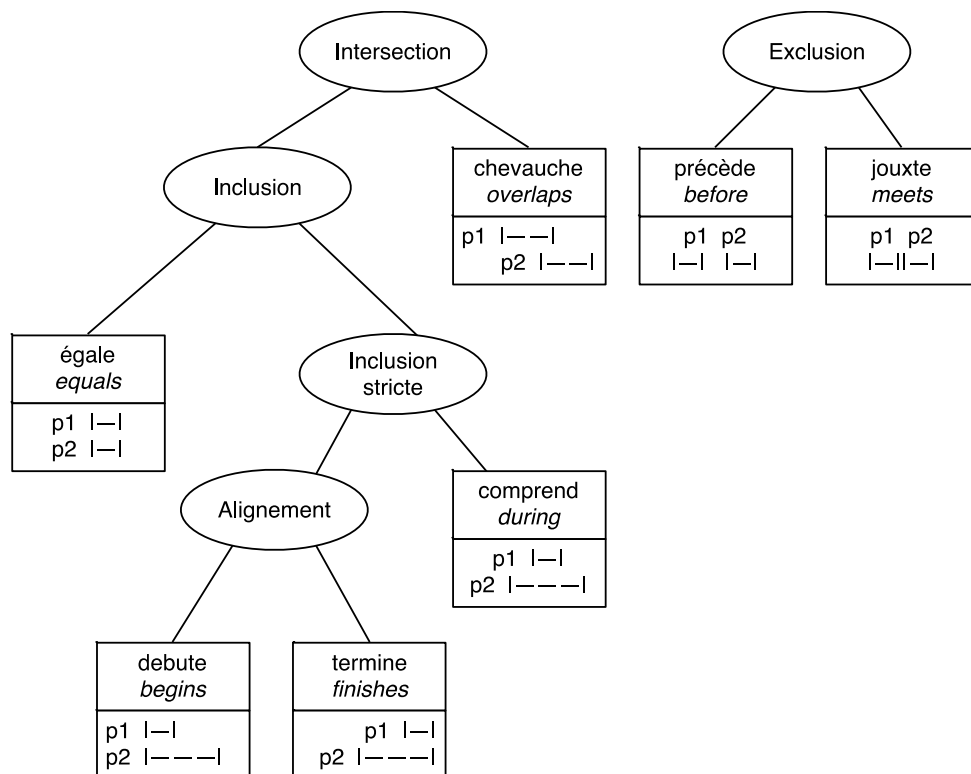 Intersection
Exclusion
Inclusion
chevauche
overlaps
p1
p2
précède
before
p1 p2
jouxte
meets
p1 p2
égale
equals
p1
p2
Inclusion
stricte
Alignement
comprend
during
p1
p2
debute
begins
p1
p2
termine
finishes
p1
p2